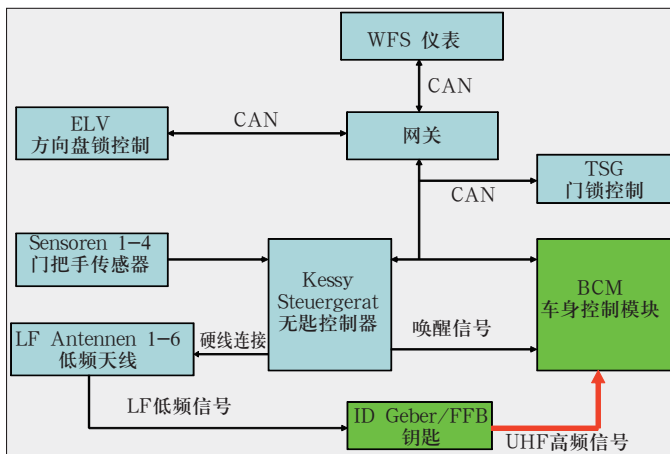 WFS 仪表
CAN
ELV
方向盘锁控制
CAN
网关
TSG
门锁控制
CAN
Sensoren 1-4
门把手传感器
Kessy
Steuergerat
无匙控制器
BCM
车身控制模块
LF Antennen 1-6
低频天线
硬线连接
唤醒信号
LF低频信号
ID Geber/FFB
钥匙
UHF高频信号